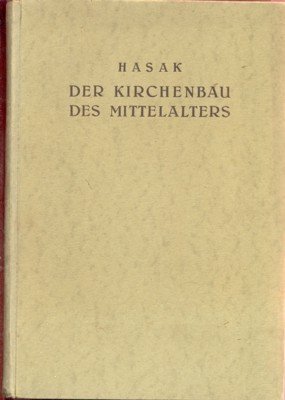 HASAK
DER KIRCHENBAU
DES MITTELALTERS